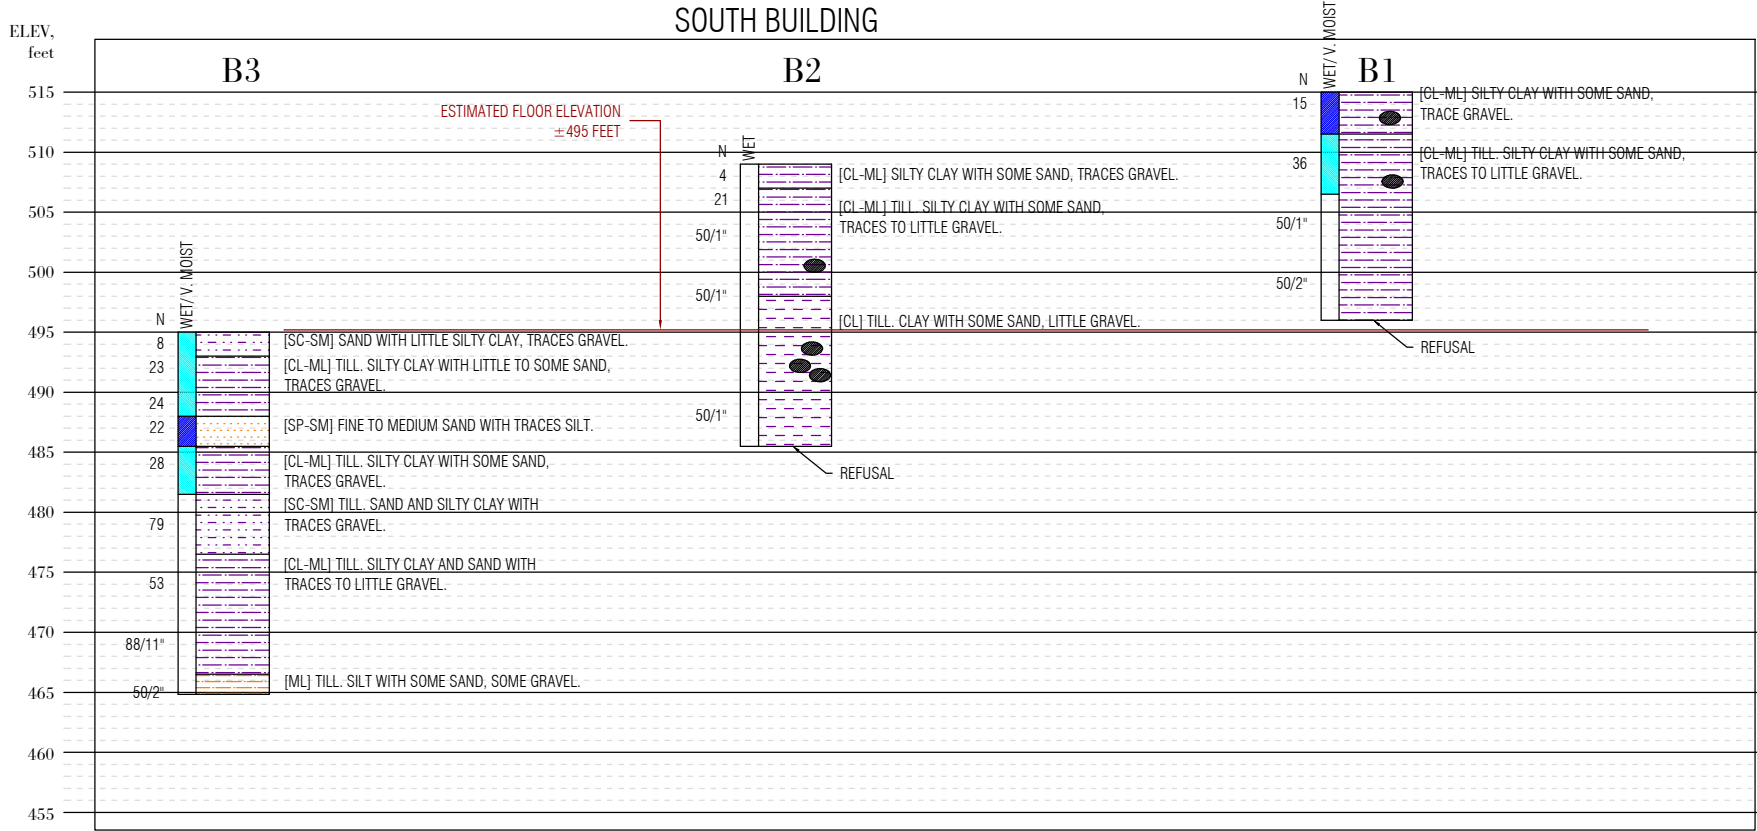 SOUTH BUILDING
ELEV,
feet
515
510
505
500
495
490
485
480
475
470
465
460
455
B3
WET/ V. MOIST
N
8
23
24
22
28
79
53
88/11"
50/2"
[SC-SM] SAND WITH LITTLE SILTY CLAY, TRACES GRAVEL.
[CL-ML] TILL. SILTY CLAY WITH LITTLE TO SOME SAND,
TRACES GRAVEL.
[SP-SM] FINE TO MEDIUM SAND WITH TRACES SILT.
[CL-ML] TILL. SILTY CLAY WITH SOME SAND,
TRACES GRAVEL.
[SC-SM] TILL. SAND AND SILTY CLAY WITH
TRACES GRAVEL.
[CL-ML] TILL. SILTY CLAY AND SAND WITH
TRACES TO LITTLE GRAVEL.
[ML] TILL. SILT WITH SOME SAND, SOME GRAVEL.
ESTIMATED FLOOR ELEVATION
±495 FEET
B2
WET
N
4
21
50/1"
50/1"
50/1"
[CL-ML] SILTY CLAY WITH SOME SAND, TRACES GRAVEL.
[CL-ML] TILL. SILTY CLAY WITH SOME SAND,
TRACES TO LITTLE GRAVEL.
[CL] TILL. CLAY WITH SOME SAND, LITTLE GRAVEL.
REFUSAL
B1
WET/ V. MOIST
N
15
36
50/1"
50/2"
[CL-ML] SILTY CLAY WITH SOME SAND,
TRACE GRAVEL.
[CL-ML] TILL. SILTY CLAY WITH SOME SAND,
TRACES TO LITTLE GRAVEL.
REFUSAL